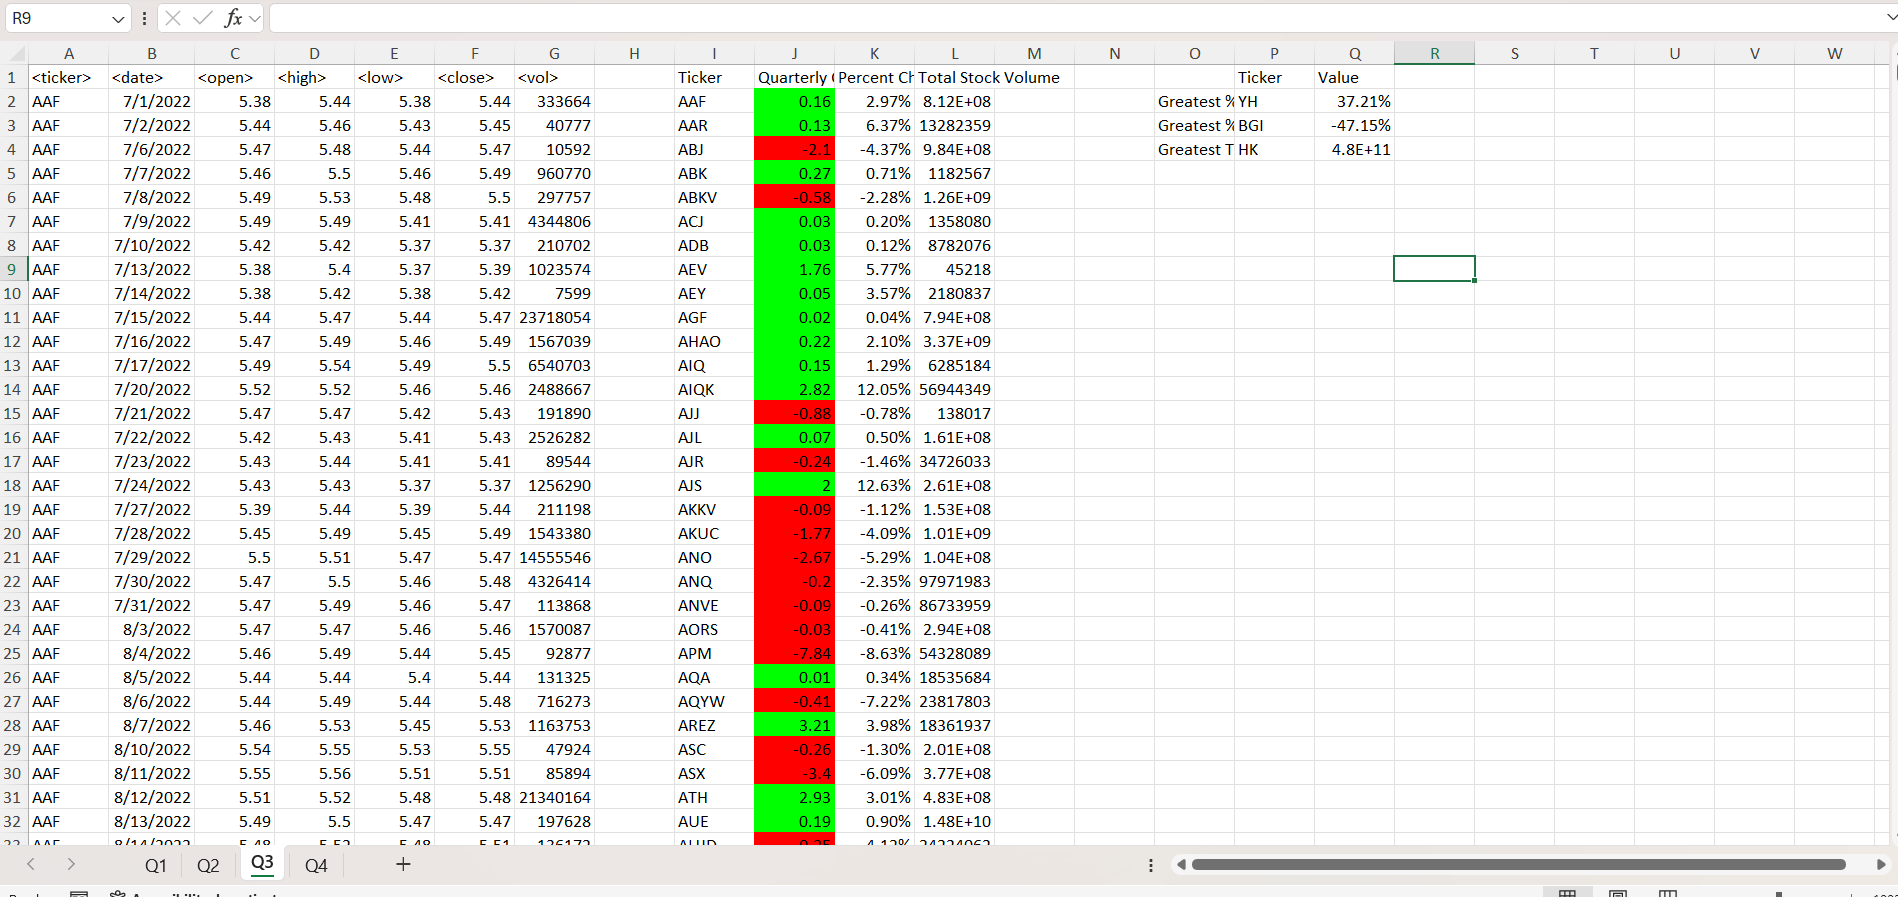 R9 fx
A B C D E F G H I J K L M N O P Q R S T U V W
1 <ticker> <date> <open> <high> <low> <close> <vol> Ticker Quarterly Percent Ch Total Stock Volume Ticker Value
2 AAF 7/1/2022 5.38 5.44 5.38 5.44 333664 AAF 0.16 2.97% 8.12E+08 Greatest % YH 37.21%
3 AAF 7/2/2022 5.44 5.46 5.43 5.45 40777 AAR 0.13 6.37% 13282359 Greatest % BGI -47.15%
4 AAF 7/6/2022 5.47 5.48 5.44 5.47 10592 ABJ -2.1 -4.37% 9.84E+08 Greatest T HK 4.8E+11
5 AAF 7/7/2022 5.46 5.5 5.46 5.49 960770 ABK 0.27 0.71% 1182567
6 AAF 7/8/2022 5.49 5.53 5.48 5.5 297757 ABKV -0.58 -2.28% 1.26E+09
7 AAF 7/9/2022 5.49 5.49 5.41 5.41 4344806 ACJ 0.03 0.20% 1358080
8 AAF 7/10/2022 5.42 5.42 5.37 5.37 210702 ADB 0.03 0.12% 8782076
9 AAF 7/13/2022 5.38 5.4 5.37 5.39 1023574 AEV 1.76 5.77% 45218
10 AAF 7/14/2022 5.38 5.42 5.38 5.42 7599 AEY 0.05 3.57% 2180837
11 AAF 7/15/2022 5.44 5.47 5.44 5.47 23718054 AGF 0.02 0.04% 7.94E+08
12 AAF 7/16/2022 5.47 5.49 5.46 5.49 1567039 AHAO 0.22 2.10% 3.37E+09
13 AAF 7/17/2022 5.49 5.54 5.49 5.5 6540703 AIQ 0.15 1.29% 6285184
14 AAF 7/20/2022 5.52 5.52 5.46 5.46 2488667 AIQK 2.82 12.05% 56944349
15 AAF 7/21/2022 5.47 5.47 5.42 5.43 191890 AJJ -0.88 -0.78% 138017
16 AAF 7/22/2022 5.42 5.43 5.41 5.43 2526282 AJL 0.07 0.50% 1.61E+08
17 AAF 7/23/2022 5.43 5.44 5.41 5.41 89544 AJR -0.24 -1.46% 34726033
18 AAF 7/24/2022 5.43 5.43 5.37 5.37 1256290 AJS 2 12.63% 2.61E+08
19 AAF 7/27/2022 5.39 5.44 5.39 5.44 211198 AKKV -0.09 -1.12% 1.53E+08
20 AAF 7/28/2022 5.45 5.49 5.45 5.49 1543380 AKUC -1.77 -4.09% 1.01E+09
21 AAF 7/29/2022 5.5 5.51 5.47 5.47 14555546 ANO -2.67 -5.29% 1.04E+08
22 AAF 7/30/2022 5.47 5.5 5.46 5.48 4326414 ANQ -0.2 -2.35% 97971983
23 AAF 7/31/2022 5.47 5.49 5.46 5.47 113868 ANVE -0.09 -0.26% 86733959
24 AAF 8/3/2022 5.47 5.47 5.46 5.46 1570087 AORS -0.03 -0.41% 2.94E+08
25 AAF 8/4/2022 5.46 5.49 5.44 5.45 92877 APM -7.84 -8.63% 54328089
26 AAF 8/5/2022 5.44 5.44 5.4 5.44 131325 AQA 0.01 0.34% 18535684
27 AAF 8/6/2022 5.44 5.49 5.44 5.48 716273 AQYW -0.41 -7.22% 23817803
28 AAF 8/7/2022 5.46 5.53 5.45 5.53 1163753 AREZ 3.21 3.98% 18361937
29 AAF 8/10/2022 5.54 5.55 5.53 5.55 47924 ASC -0.26 -1.30% 2.01E+08
30 AAF 8/11/2022 5.55 5.56 5.51 5.51 85894 ASX -3.4 -6.09% 3.77E+08
31 AAF 8/12/2022 5.51 5.52 5.48 5.48 21340164 ATH 2.93 3.01% 4.83E+08
32 AAF 8/13/2022 5.49 5.5 5.47 5.47 197628 AUE 0.19 0.90% 1.48E+10
Q1 Q2 Q3 Q4